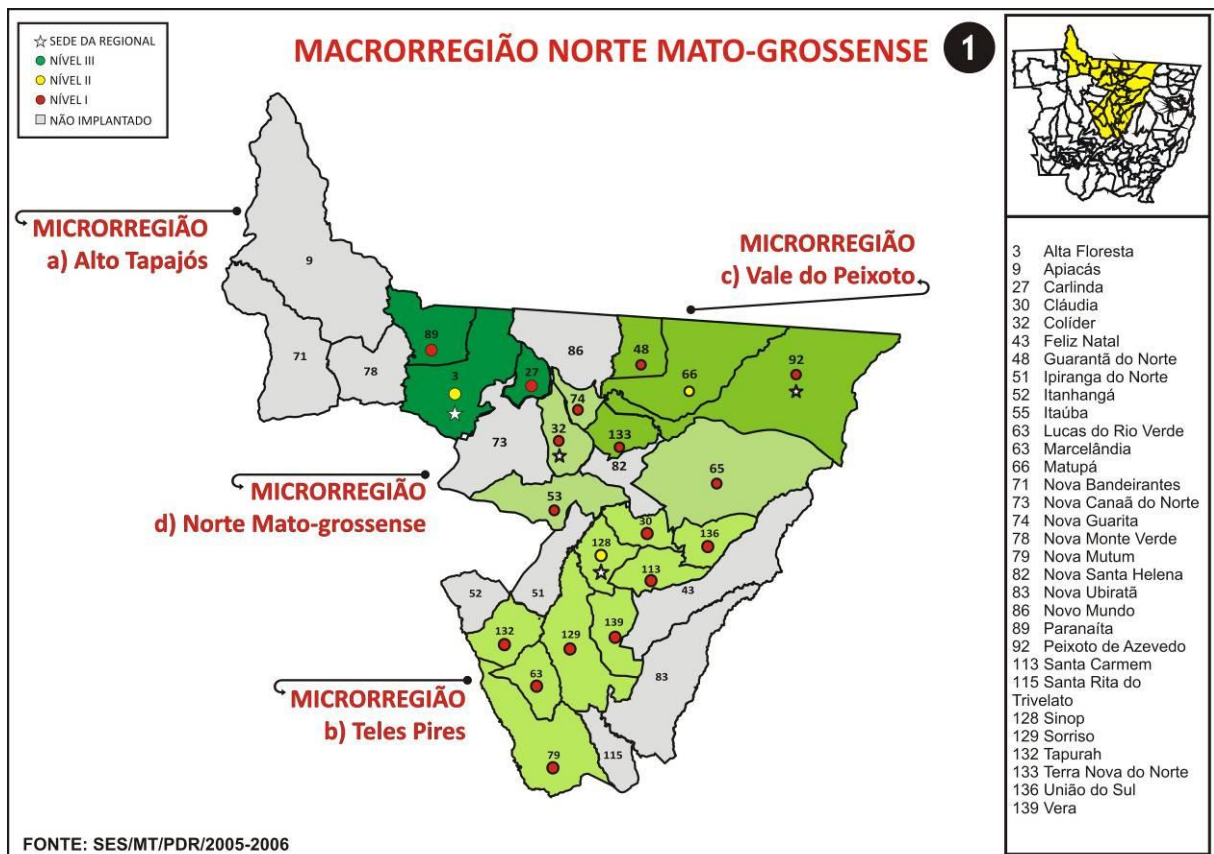 SEDE DA REGIONAL
NÍVEL III
NÍVEL II
NÍVEL I
NÃO IMPLANTADO
MACRORREGIÃO NORTE MATO-GROSSENSE 1
MICRORREGIÃO
a) Alto Tapajós
MICRORREGIÃO
c) Vale do Peixoto
9
89
86
48
92
71
78
3
27
66
74
73
32
133
82
65
53
30
136
128
113
52
51
43
132
129
139
63
83
79
115
MICRORREGIÃO
d) Norte Mato-grossense
MICRORREGIÃO
b) Teles Pires
FONTE: SES/MT/PDR/2005-2006
3 Alta Floresta
9 Apiacás
27 Carlinda
30 Cláudia
32 Colíder
43 Feliz Natal
48 Guarantã do Norte
51 Ipiranga do Norte
52 Itanhangá
55 Itaúba
63 Lucas do Rio Verde
63 Marcelândia
66 Matupá
71 Nova Bandeirantes
73 Nova Canaã do Norte
74 Nova Guarita
78 Nova Monte Verde
79 Nova Mutum
82 Nova Santa Helena
83 Nova Ubiratã
86 Novo Mundo
89 Paranaíta
92 Peixoto de Azevedo
113 Santa Carmem
115 Santa Rita do
Trivelato
128 Sinop
129 Sorriso
132 Tapurah
133 Terra Nova do Norte
136 União do Sul
139 Vera